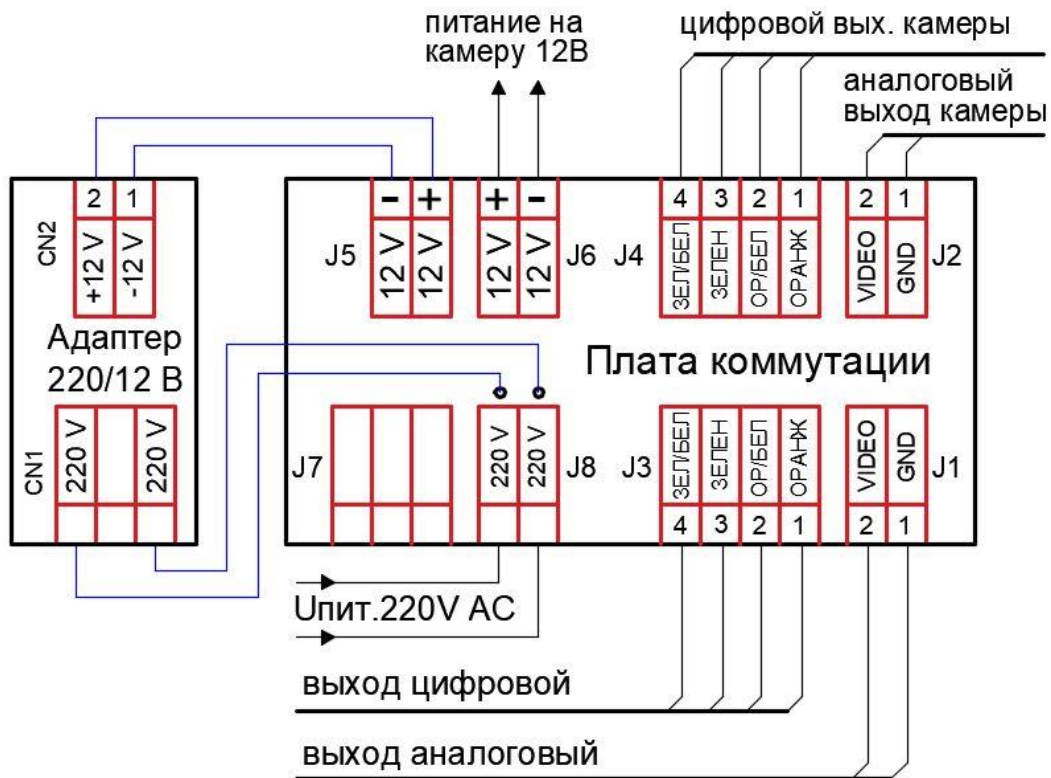 питание на
камеру 12В
цифровой вых. камеры
аналоговый
выход камеры
2 1
CN2
+12 V -12 V
Адаптер
220/12 В
CN1
220 V 220 V
- + + -
J5 12 V 12 V 12 V 12 V J6
4 3 2 1
J4 ЗЕЛ/БЕЛ ЗЕЛЕН ОР/БЕЛ ОРАНЖ
2 1
VIDEO GND J2
Плата коммутации
J7 220 V 220 V J8
J3 ЗЕЛ/БЕЛ ЗЕЛЕН ОР/БЕЛ ОРАНЖ
4 3 2 1
VIDEO GND J1
2 1
Uпит.220V AC
выход цифровой
выход аналоговый